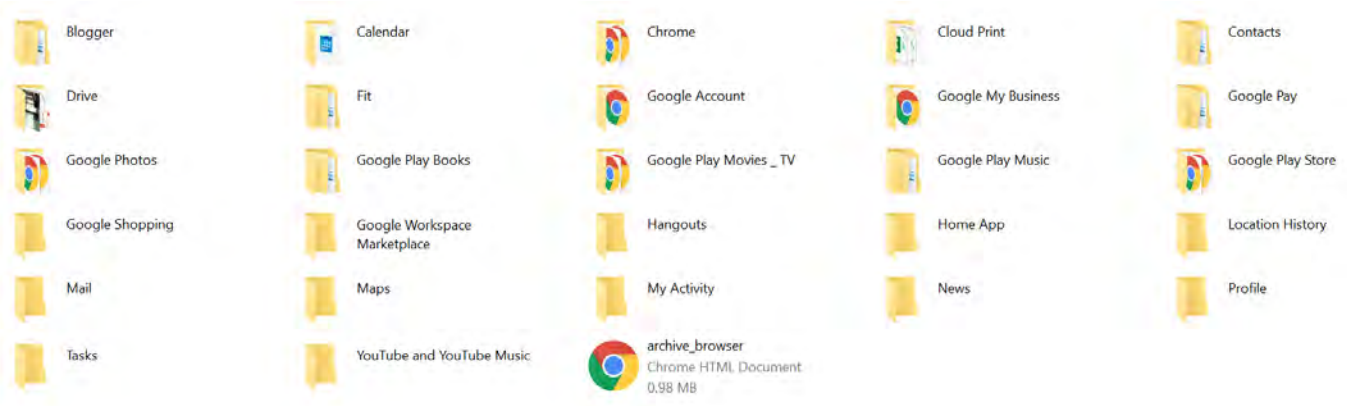 Blogger
Calendar
Chrome
Cloud Print
Contacts
Drive
Fit
Google Account
Google My Business
Google Pay
Google Photos
Google Play Books
Google Play Movies _ TV
Google Play Music
Google Play Store
Google Shopping
Google Workspace
Marketplace
Hangouts
Home App
Location History
Mail
Maps
My Activity
News
Profile
Tasks
YouTube and YouTube Music
archive_browser
Chrome HTML Document
0.98 MB